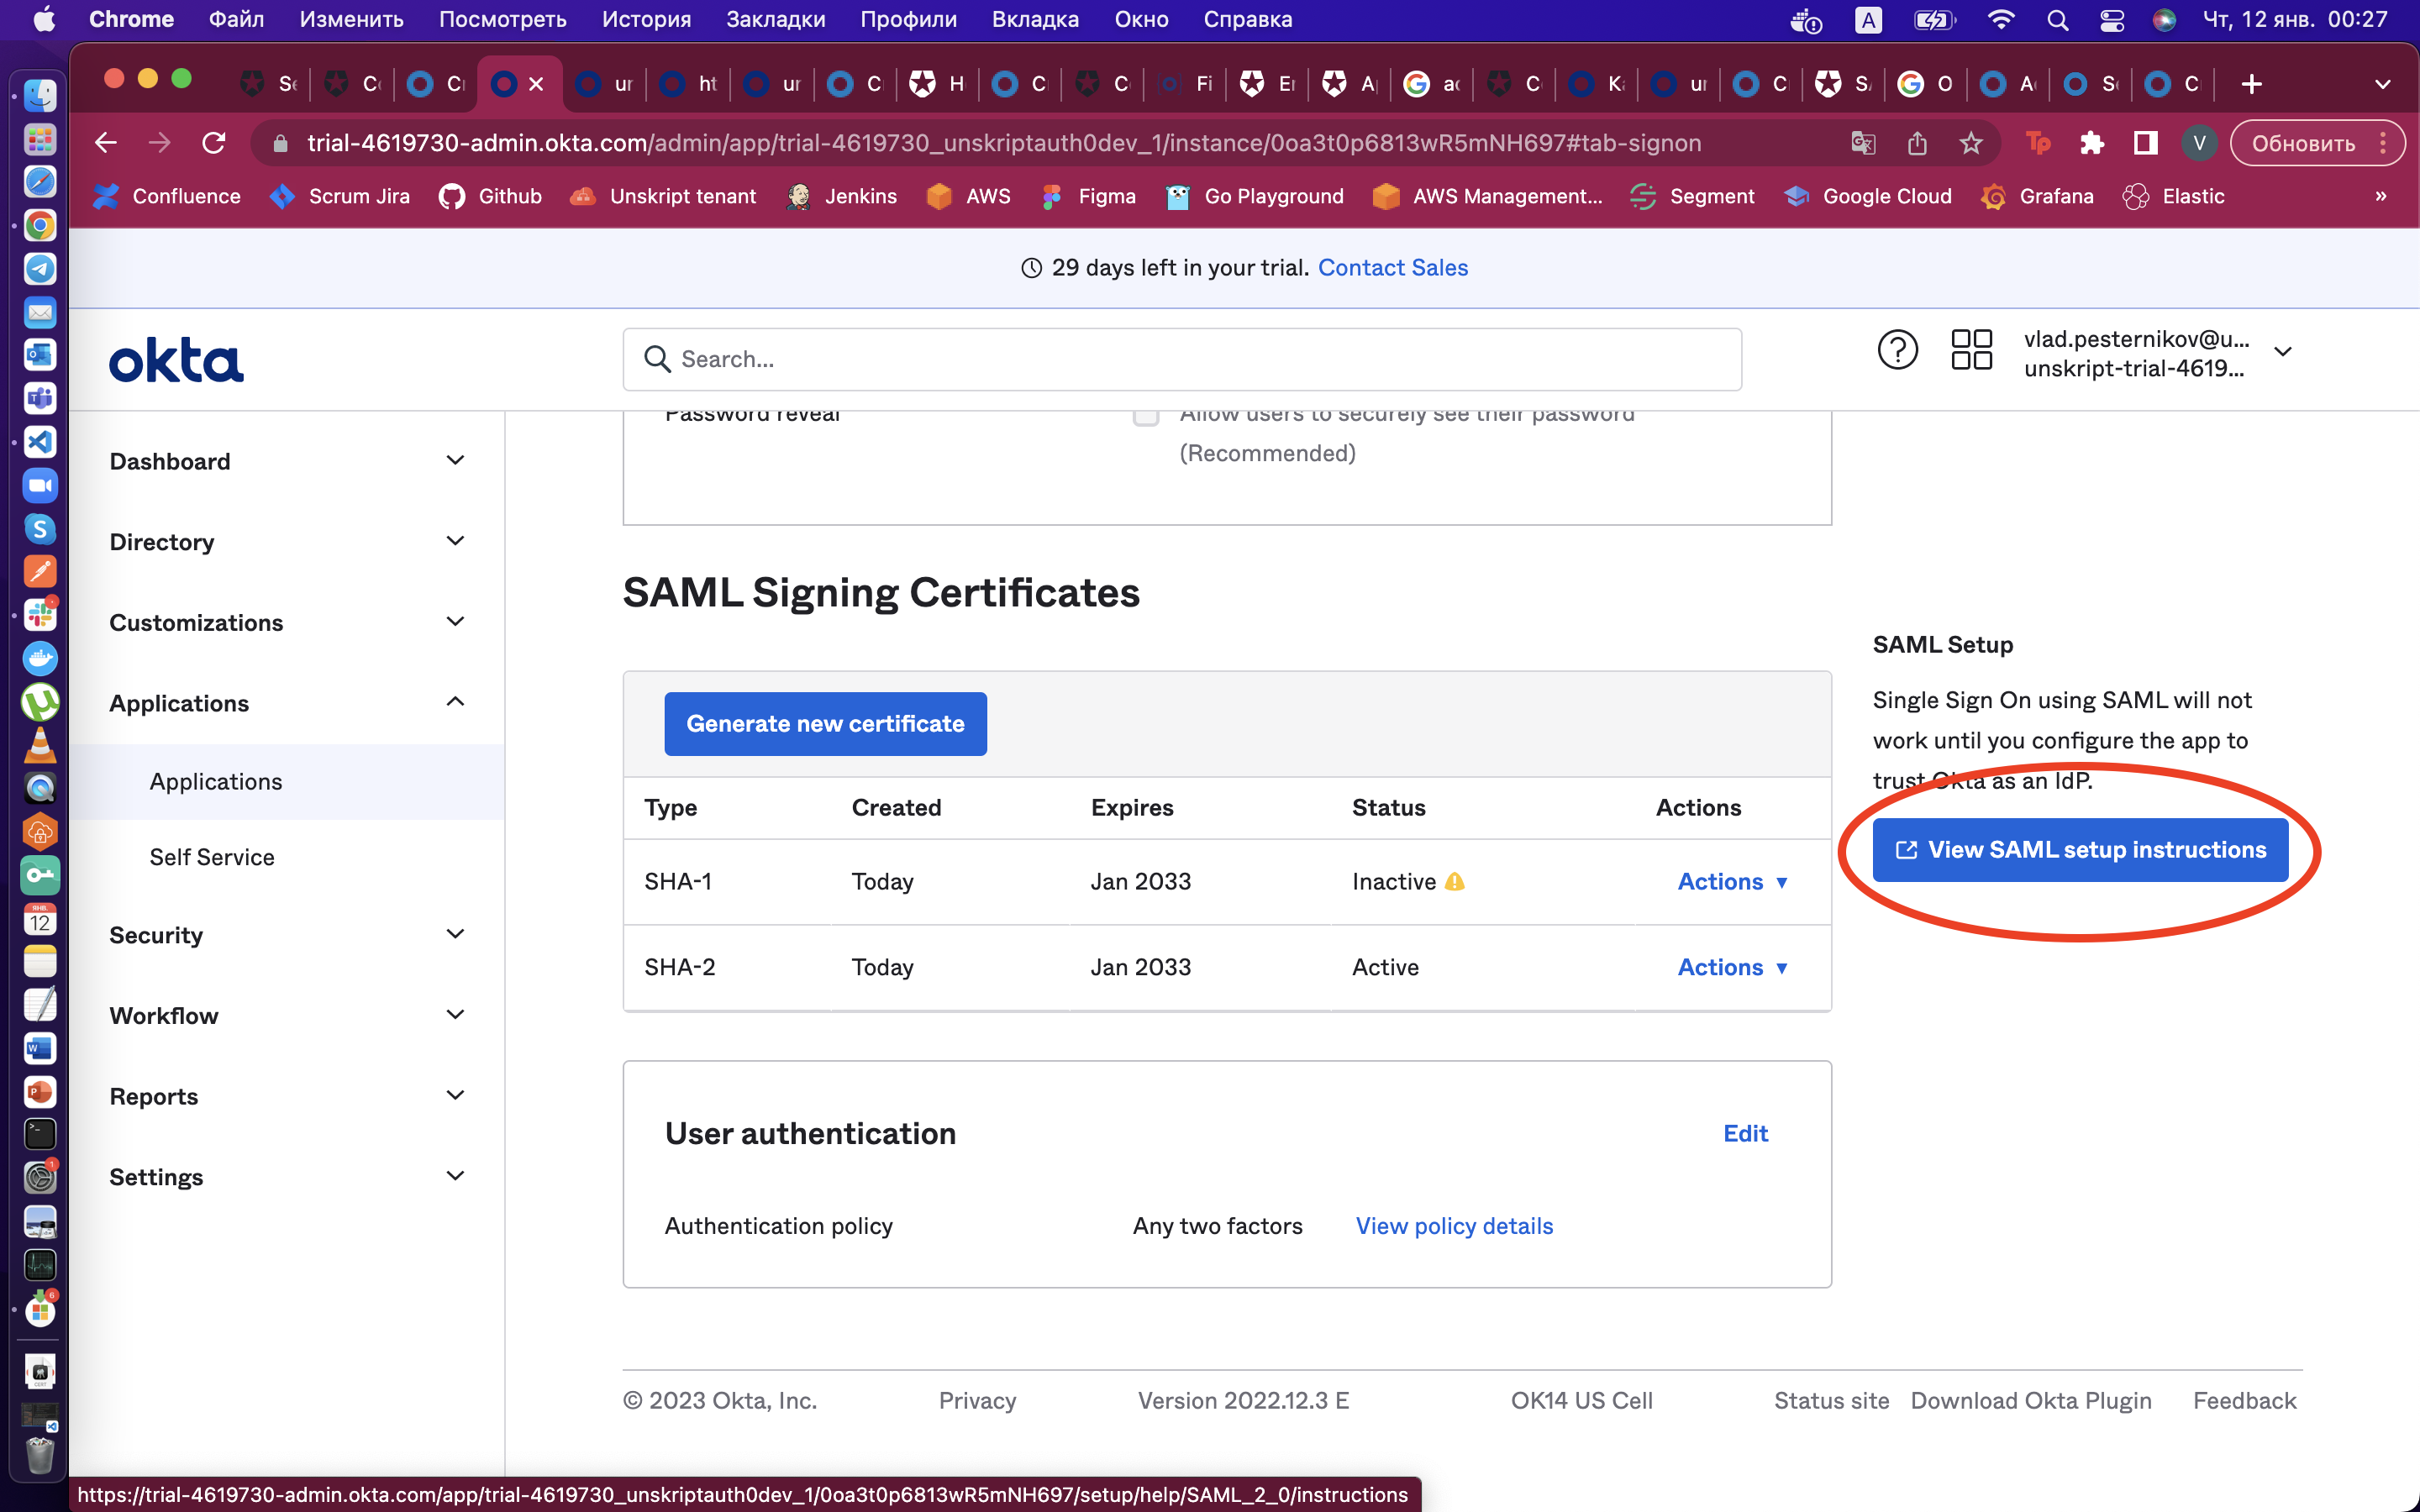 Chrome Файл Изменить Посмотреть История Закладки Профили Вкладка Окно Справка A Чт, 12 янв. 00:27
Se Co C ur ht ur C H C C Fi Er A ac C K ur C S O A S C
trial-4619730-admin.okta.com/admin/app/trial-4619730_unskriptauth0dev_1/instance/0oa3t0p6813wR5mNH697#tab-signon Tp V Обновить
Confluence Scrum Jira Github Unskript tenant Jenkins AWS Figma Go Playground AWS Management... Segment Google Cloud Grafana Elastic »
29 days left in your trial. Contact Sales
okta
Search...
vlad.pesternikov@u...
unskript-trial-4619...
Dashboard
Directory
Customizations
Applications
Applications
Self Service
Security
Workflow
Reports
Settings
Password reveal Allow users to securely see their password
(Recommended)
SAML Signing Certificates
Generate new certificate
Type Created Expires Status Actions
SHA-1 Today Jan 2033 Inactive Actions ▼
SHA-2 Today Jan 2033 Active Actions ▼
SAML Setup
Single Sign On using SAML will not
work until you configure the app to
trust Okta as an IdP.
View SAML setup instructions
User authentication Edit
Authentication policy Any two factors View policy details
© 2023 Okta, Inc. Privacy Version 2022.12.3 E OK14 US Cell Status site Download Okta Plugin Feedback
https://trial-4619730-admin.okta.com/app/trial-4619730_unskriptauth0dev_1/0oa3t0p6813wR5mNH697/setup/help/SAML_2_0/instructions
ЯНВ.
12